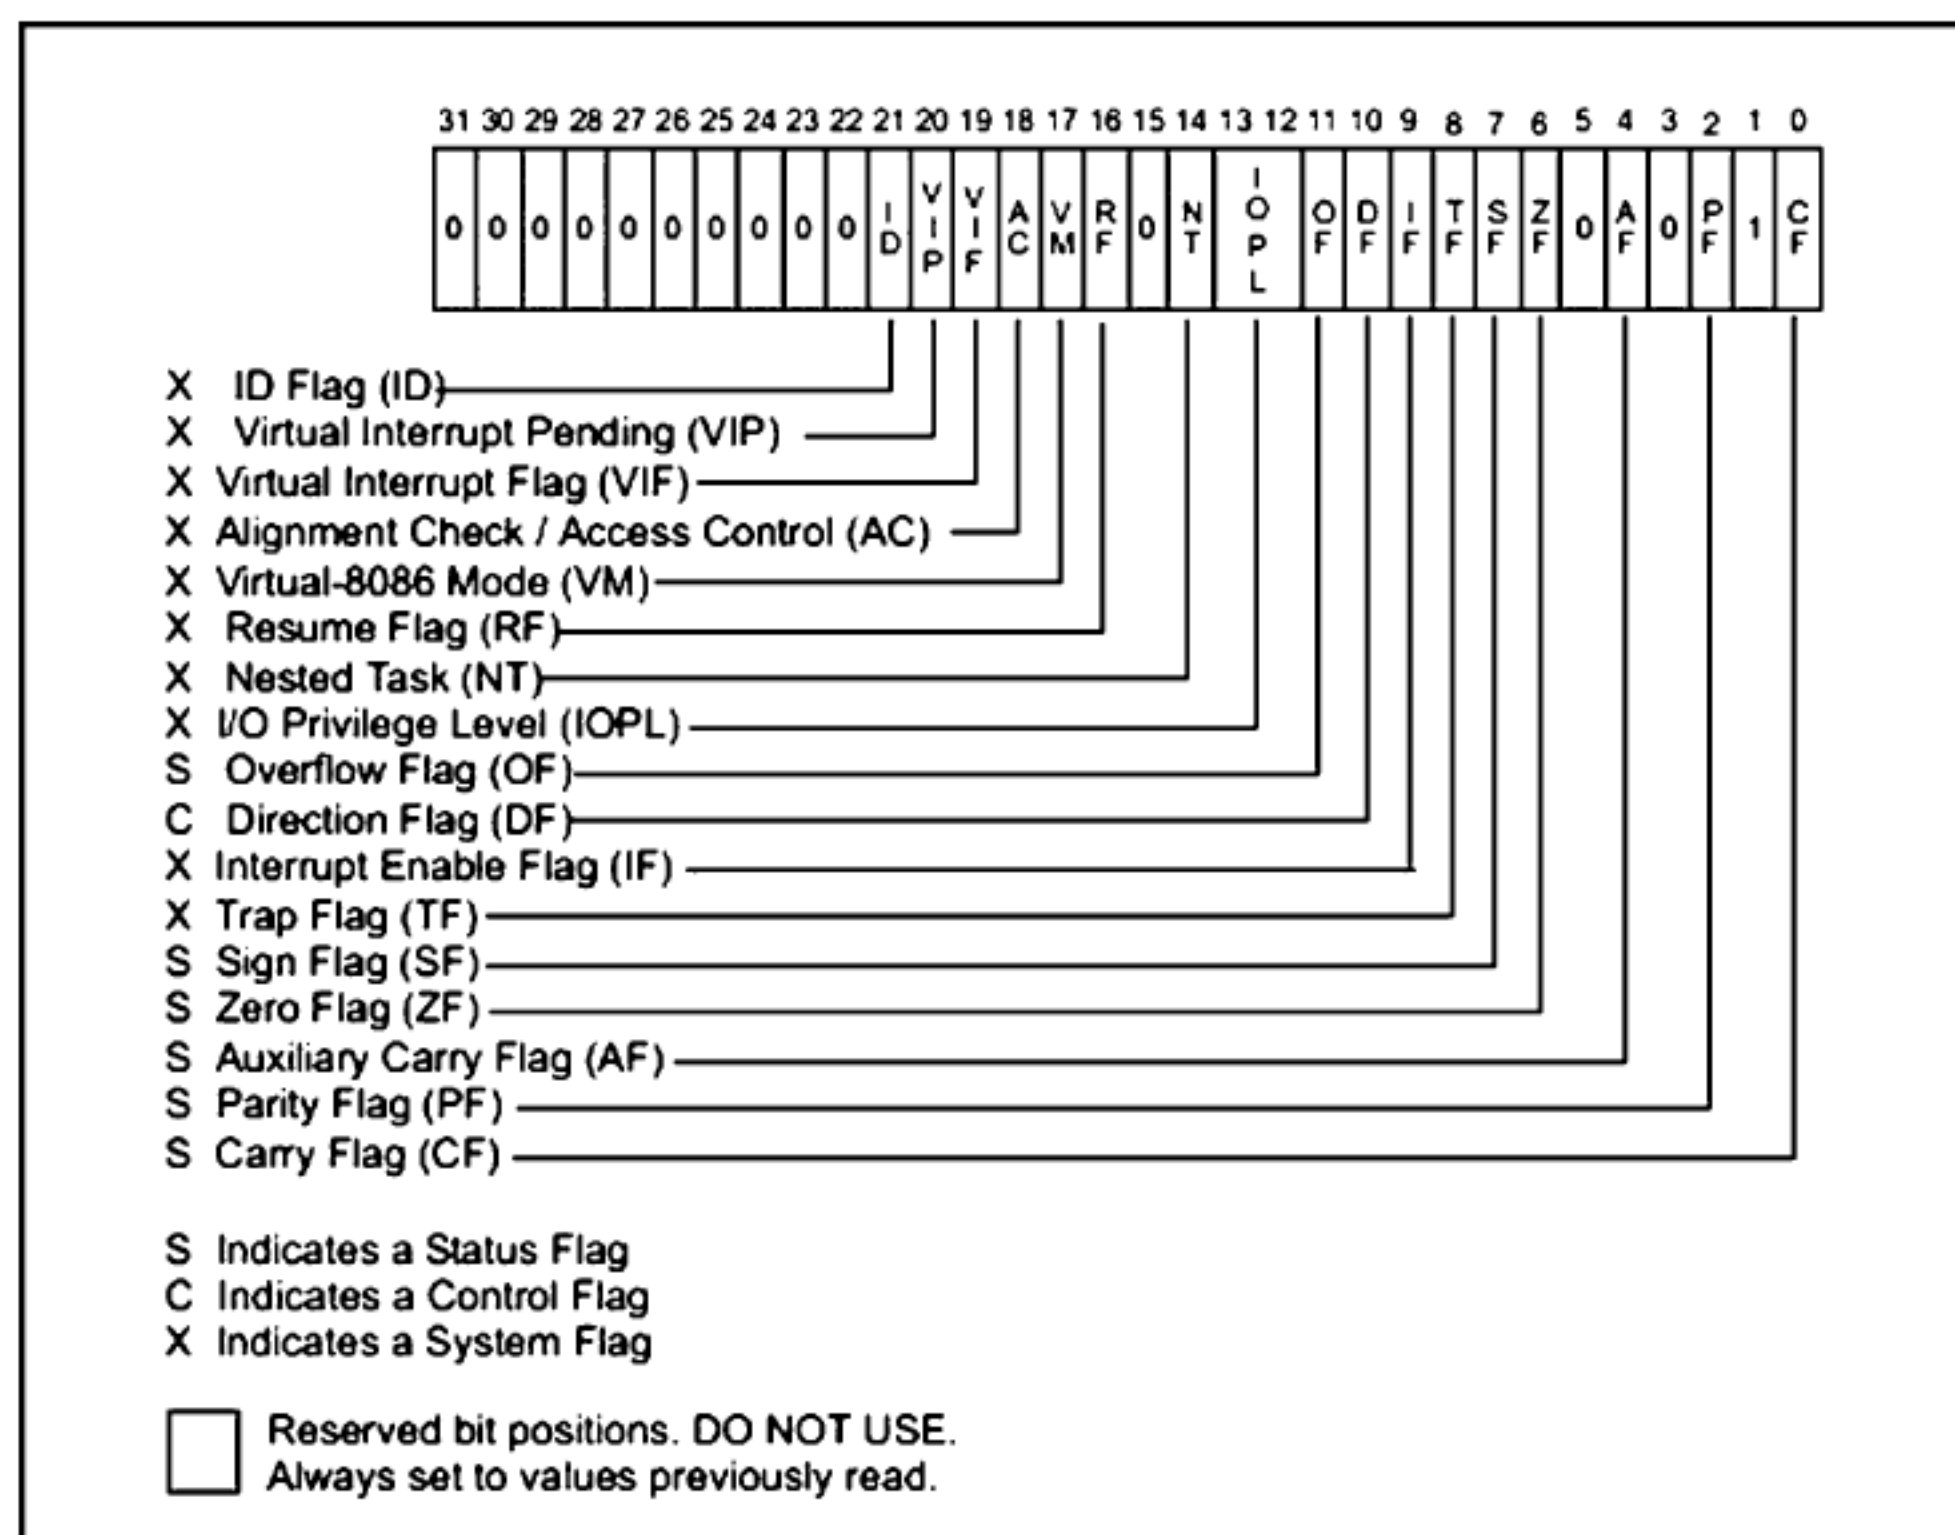 31 30 29 28 27 26 25 24 23 22 21 20 19 18 17 16 15 14 13 12 11 10 9 8 7 6 5 4 3 2 1 0
0 0 0 0 0 0 0 0 0 0 ID VIP VIF AC VM RF 0 NT IOPL OF DF IF TF SF ZF 0 AF 0 PF 1 CF
X ID Flag (ID)
X Virtual Interrupt Pending (VIP)
X Virtual Interrupt Flag (VIF)
X Alignment Check / Access Control (AC)
X Virtual-8086 Mode (VM)
X Resume Flag (RF)
X Nested Task (NT)
X I/O Privilege Level (IOPL)
S Overflow Flag (OF)
C Direction Flag (DF)
X Interrupt Enable Flag (IF)
X Trap Flag (TF)
S Sign Flag (SF)
S Zero Flag (ZF)
S Auxiliary Carry Flag (AF)
S Parity Flag (PF)
S Carry Flag (CF)
S Indicates a Status Flag
C Indicates a Control Flag
X Indicates a System Flag
Reserved bit positions. DO NOT USE.
Always set to values previously read.